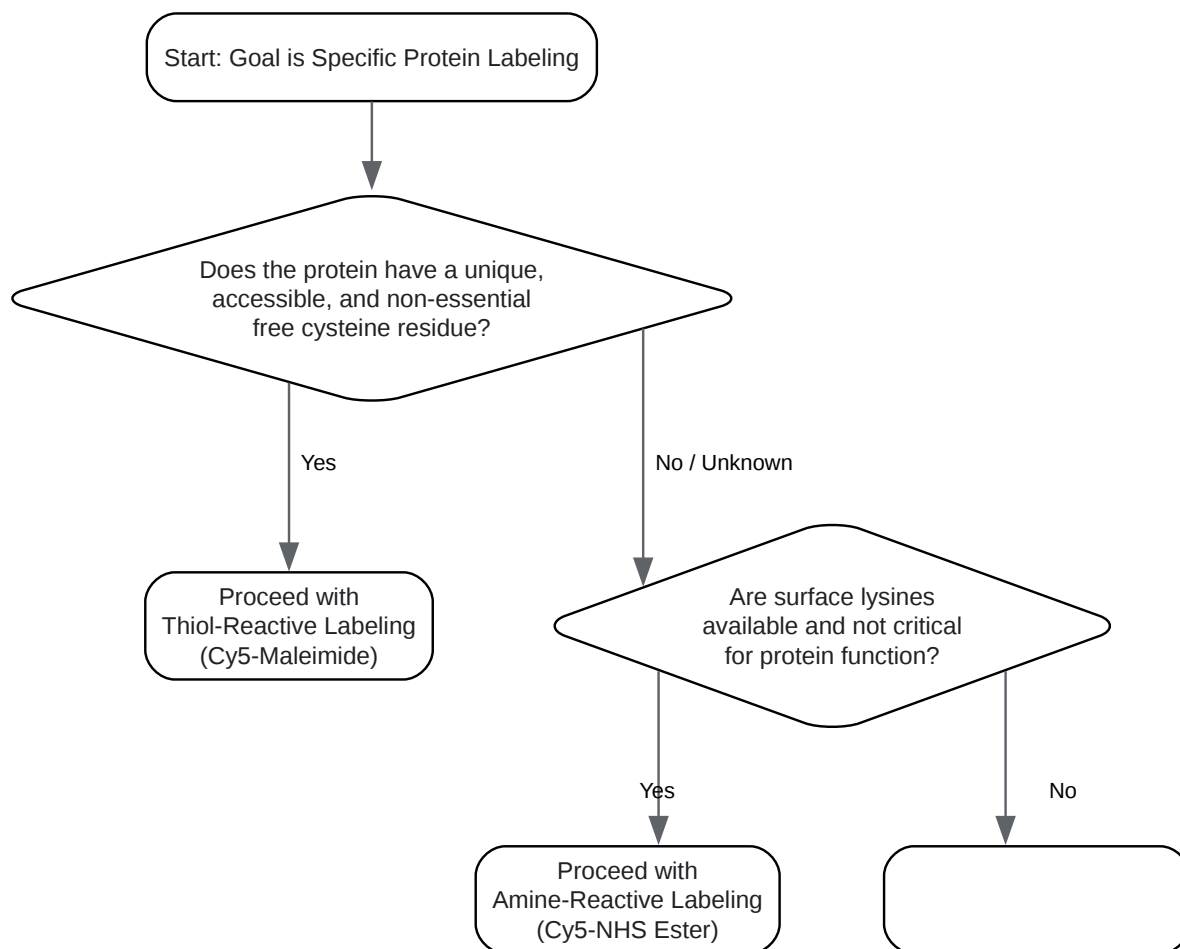 Start: Goal is Specific Protein Labeling
Does the protein have a unique,
accessible, and non-essential
free cysteine residue?
Yes
No / Unknown
Proceed with
Thiol-Reactive Labeling
(Cy5-Maleimide)
Are surface lysines
available and not critical
for protein function?
Yes
No
Proceed with
Amine-Reactive Labeling
(Cy5-NHS Ester)